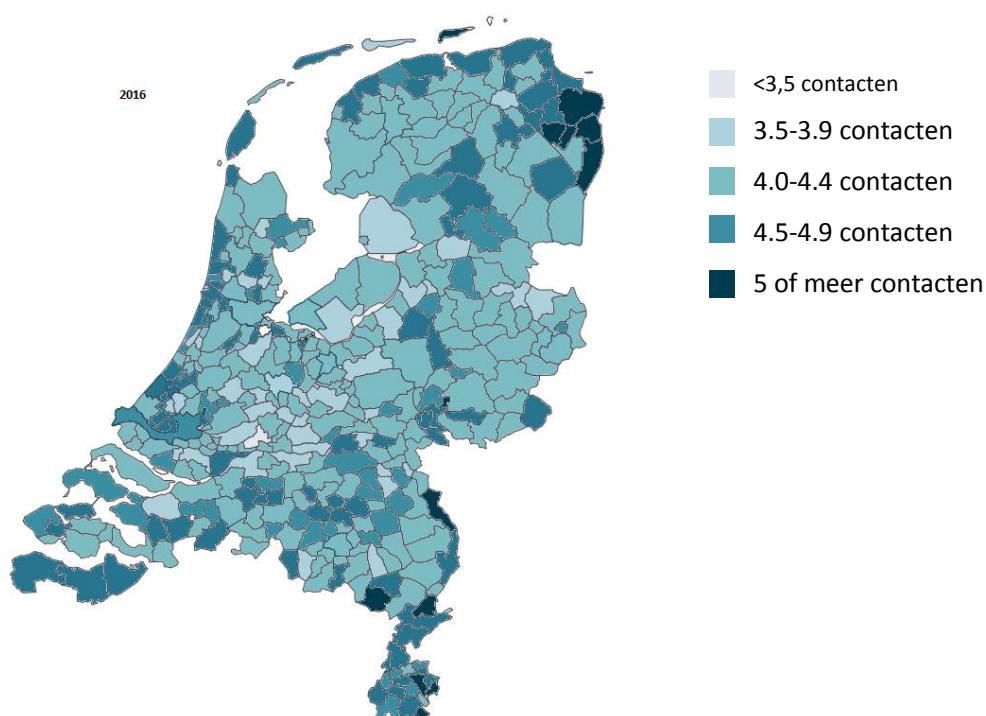 2016
<3,5 contacten
3.5-3.9 contacten
4.0-4.4 contacten
4.5-4.9 contacten
5 of meer contacten